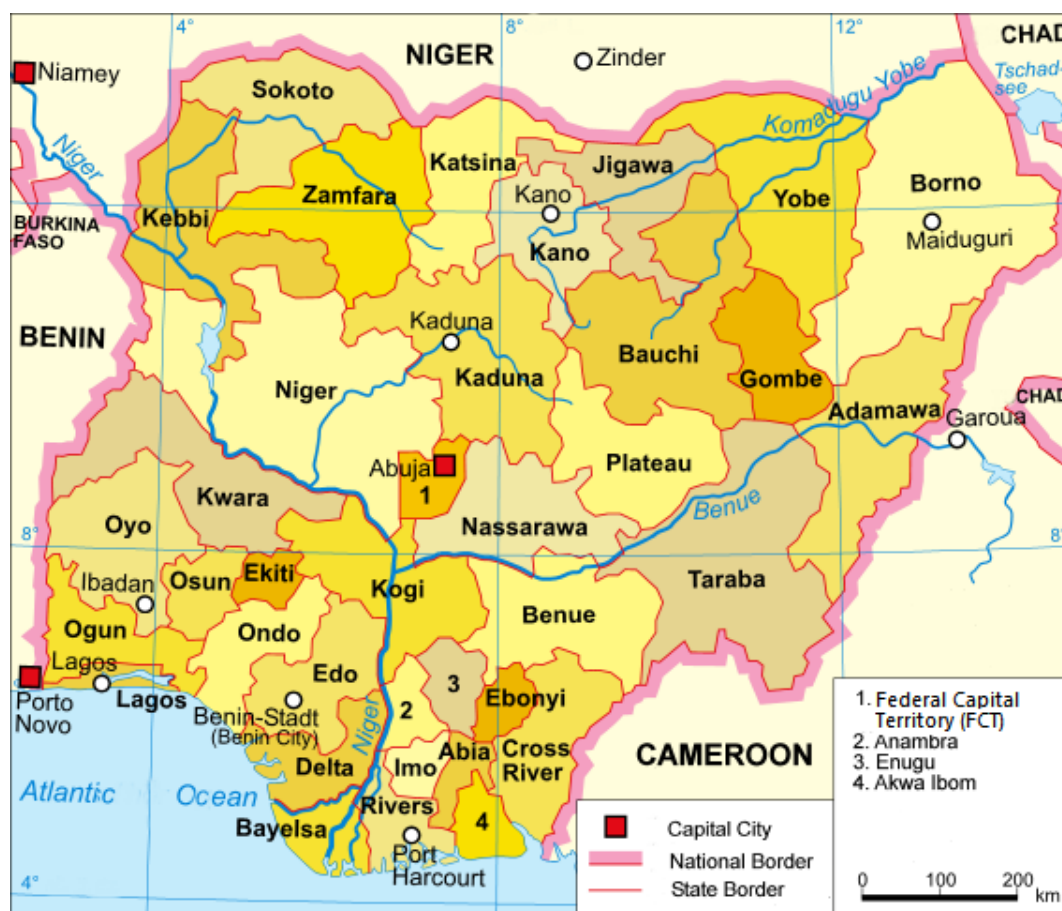 4°
8°
12°
CHAD
NIGER
Zinder
Niamey
Tschad-
see
Komadugu Yobe
Sokoto
Niger
Katsina
Jigawa
Zamfara
Kano
Yobe
Borno
Kebbi
BURKINA
FASO
Kano
Maiduguri
BENIN
Kaduna
Bauchi
Niger
Kaduna
Gombe
CHAD
Adamawa
Garoua
Abuja
Plateau
1
Kwara
Benue
Oyo
Nassarawa
8°
8°
Ibadan
Osun
Ekiti
Kogi
Taraba
Benue
Ogun
Ondo
Lagos
Edo
3
Ebonyi
Porto
Novo
Lagos
Benin-Stadt
(Benin City)
Niger
2
Abia
Cross
River
CAMEROON
Delta
Imo
Atlantic Ocean
Rivers
Bayelsa
4
Port
Harcourt
4°
1. Federal Capital
Territory (FCT)
2. Anambra
3. Enugu
4. Akwa Ibom
Capital City
National Border
State Border
0 100 200
km